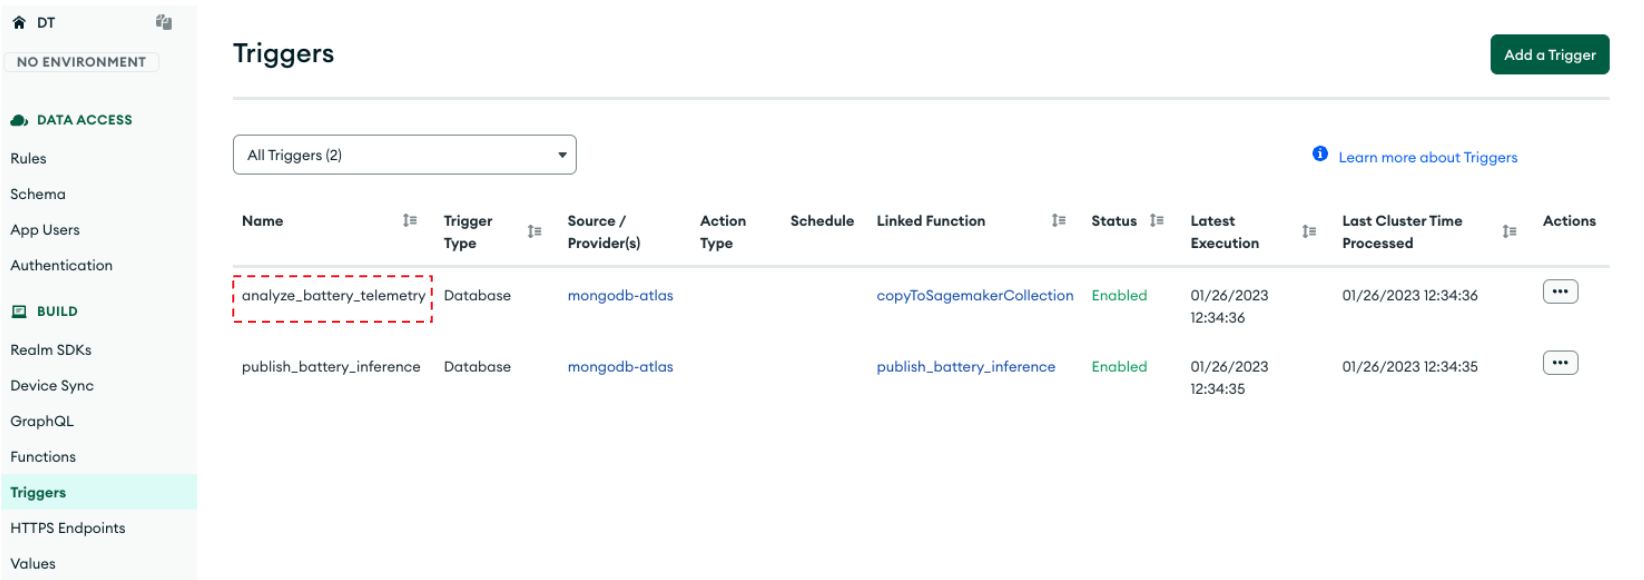 DT
NO ENVIRONMENT
DATA ACCESS
Rules
Schema
App Users
Authentication
BUILD
Realm SDKs
Device Sync
GraphQL
Functions
Triggers
HTTPS Endpoints
Values
Triggers
Add a Trigger
All Triggers (2)
Learn more about Triggers
Name
Trigger
Type
Source /
Provider(s)
Action
Type
Schedule
Linked Function
Status
Latest
Execution
Last Cluster Time
Processed
Actions
analyze_battery_telemetry
Database
mongodb-atlas
copyToSagemakerCollection
Enabled
01/26/2023
12:34:36
01/26/2023 12:34:36
publish_battery_inference
Database
mongodb-atlas
publish_battery_inference
Enabled
01/26/2023
12:34:35
01/26/2023 12:34:35